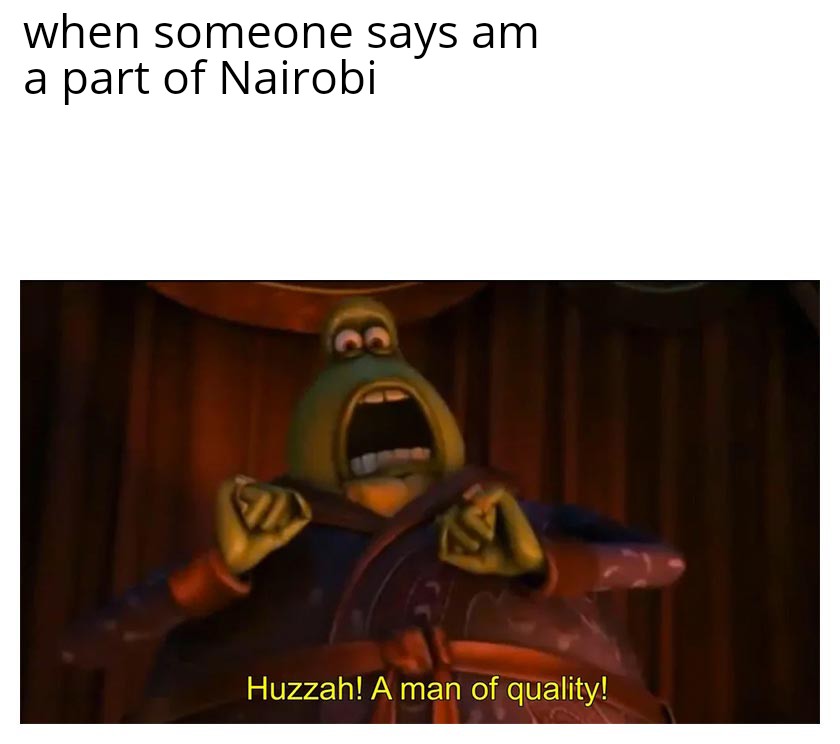 when someone says am
a part of Nairobi
Huzzah! A man of quality!